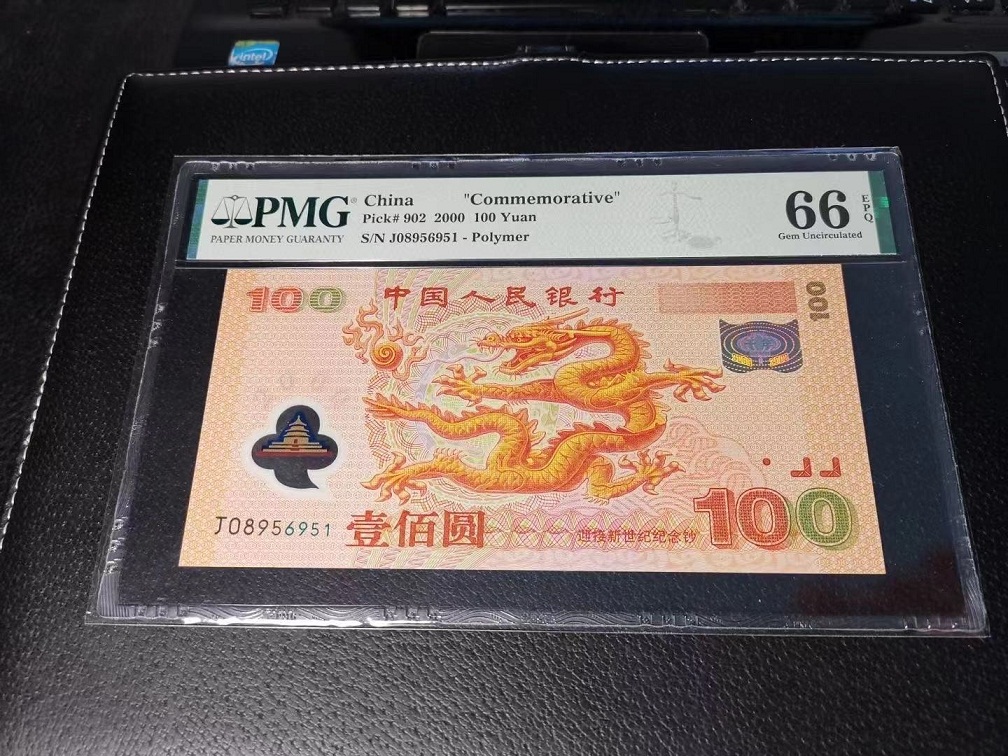 intel
PMG
PAPER MONEY GUARANTY
China "Commemorative"
Pick# 902 2000 100 Yuan
S/N J08956951 - Polymer
66 EPQ
Gem Uncirculated
100 中国人民银行
100
J08956951 壹佰圆
迎接新世纪纪念钞
100